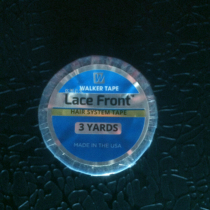 WALKER TAPE
Lace Front
HAIR SYSTEM TAPE
3 YARDS
MADE IN THE USA